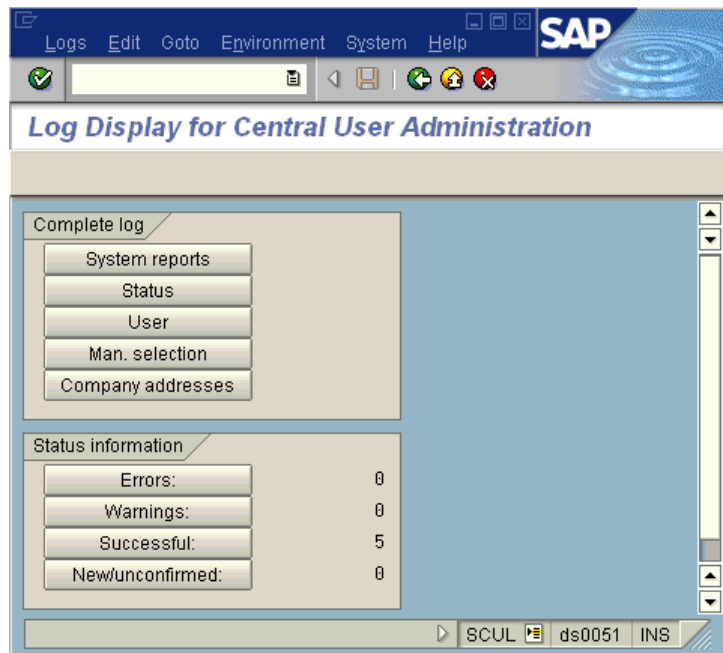 Logs Edit Goto Environment System Help
SAP
Log Display for Central User Administration
Complete log
System reports
Status
User
Man. selection
Company addresses
Status information
Errors: 0
Warnings: 0
Successful: 5
New/unconfirmed: 0
SCUL ds0051 INS